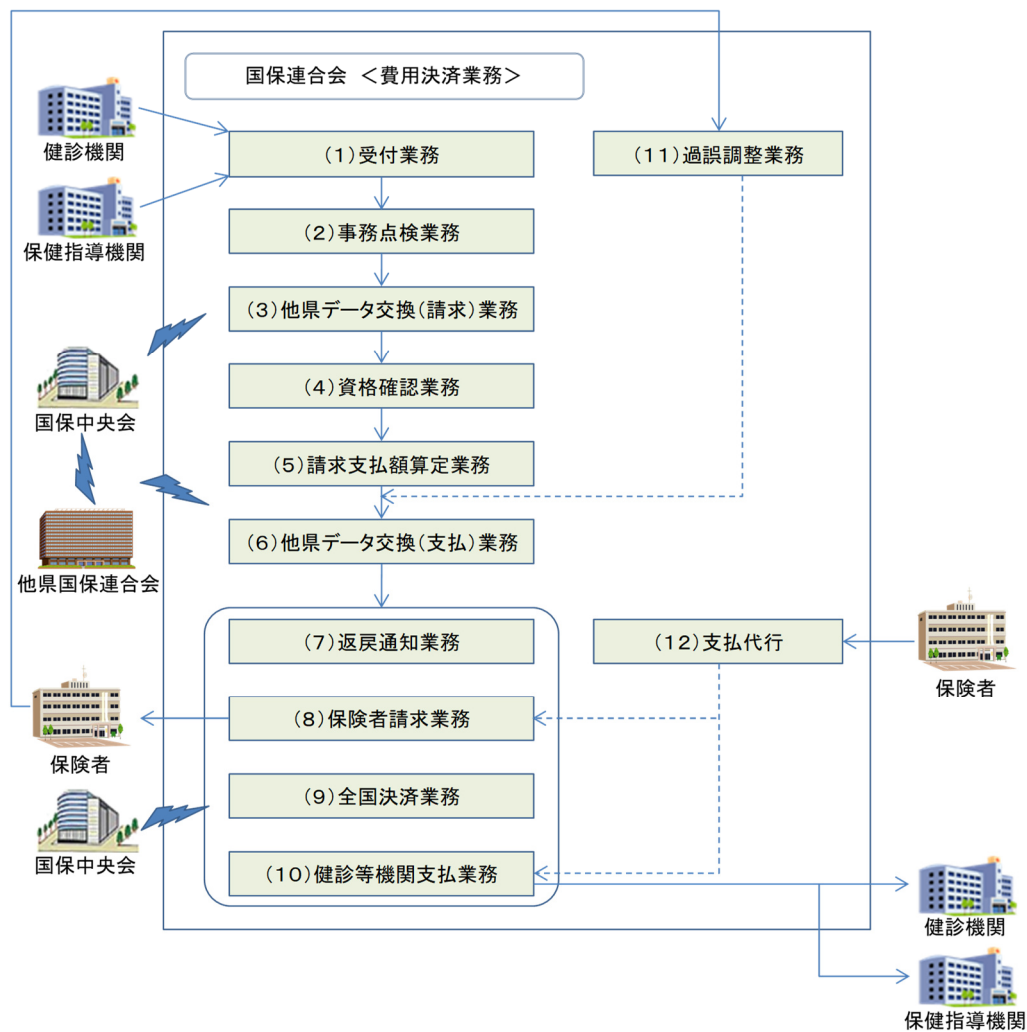 国保連合会 <費用決済業務>
健診機関
(1)受付業務
(11)過誤調整業務
保健指導機関
(2)事務点検業務
(3)他県データ交換(請求)業務
(4)資格確認業務
国保中央会
(5)請求支払額算定業務
(6)他県データ交換(支払)業務
他県国保連合会
(7)返戻通知業務
(12)支払代行
保険者
(8)保険者請求業務
保険者
(9)全国決済業務
国保中央会
(10)健診等機関支払業務
健診機関
保健指導機関